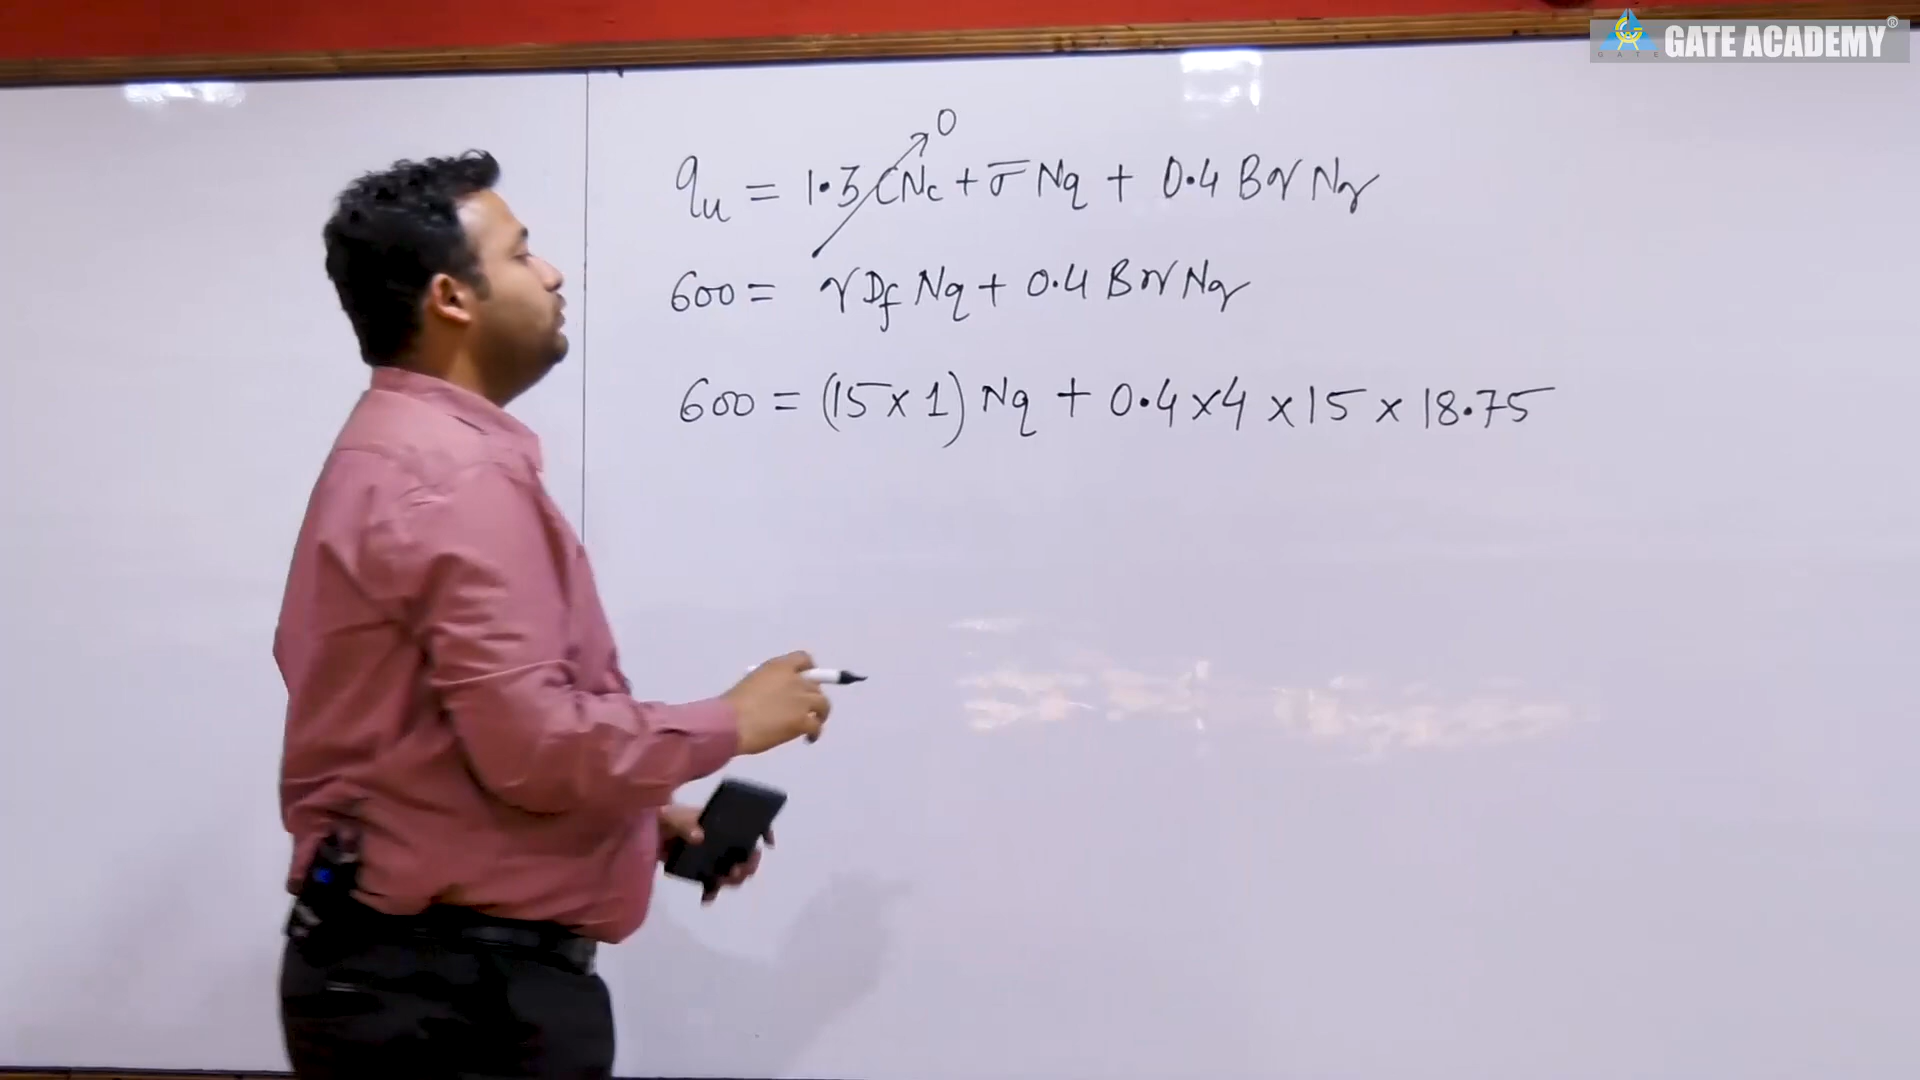 GATE ACADEMY®
GATE
0
qu = 1.3 CNc + σ̄ Nq + 0.4 Bγ Nγ
600 = γ Df Nq + 0.4 Bγ Nγ
600 = (15 × 1) Nq + 0.4 × 4 × 15 × 18.75